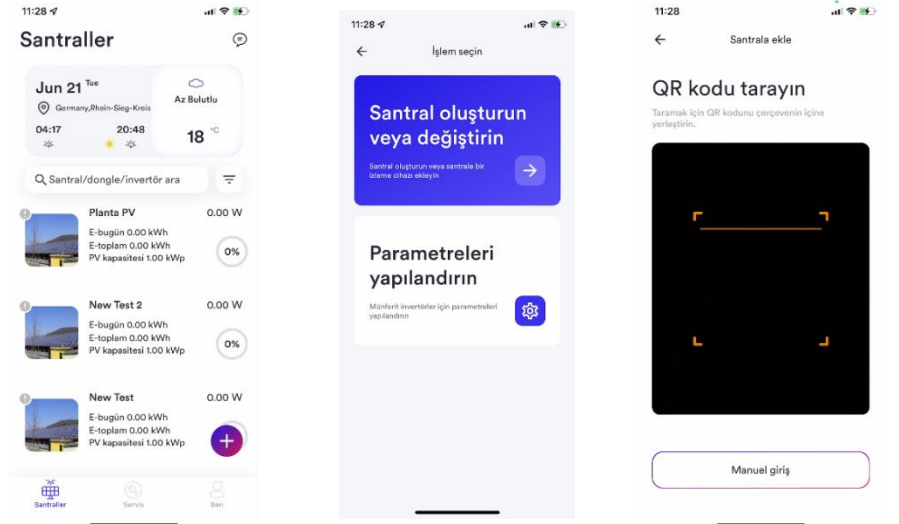 11:28
Santraller
Jun 21 Tue
Germany,Rhein-Sieg-Kreis
04:17
20:48
Az Bulutlu
18 °C
Santral/dongle/invertör ara
Planta PV
0.00 W
E-bugün 0.00 kWh
E-toplam 0.00 kWh
PV kapasitesi 1.00 kWp
0%
New Test 2
0.00 W
E-bugün 0.00 kWh
E-toplam 0.00 kWh
PV kapasitesi 1.00 kWp
0%
New Test
0.00 W
E-bugün 0.00 kWh
E-toplam 0.00 kWh
PV kapasitesi 1.00 kWp
Santraller
Servis
Ben
11:28
İşlem seçin
Santral oluşturun
veya değiştirin
Santral oluşturun veya santrale bir
izleme cihazı ekleyin
Parametreleri
yapılandırın
Münferit invertörler için parametreleri
yapılandırın
11:28
Santrala ekle
QR kodu tarayın
Taramak için QR kodunu çerçevenin içine
yerleştirin.
Manuel giriş